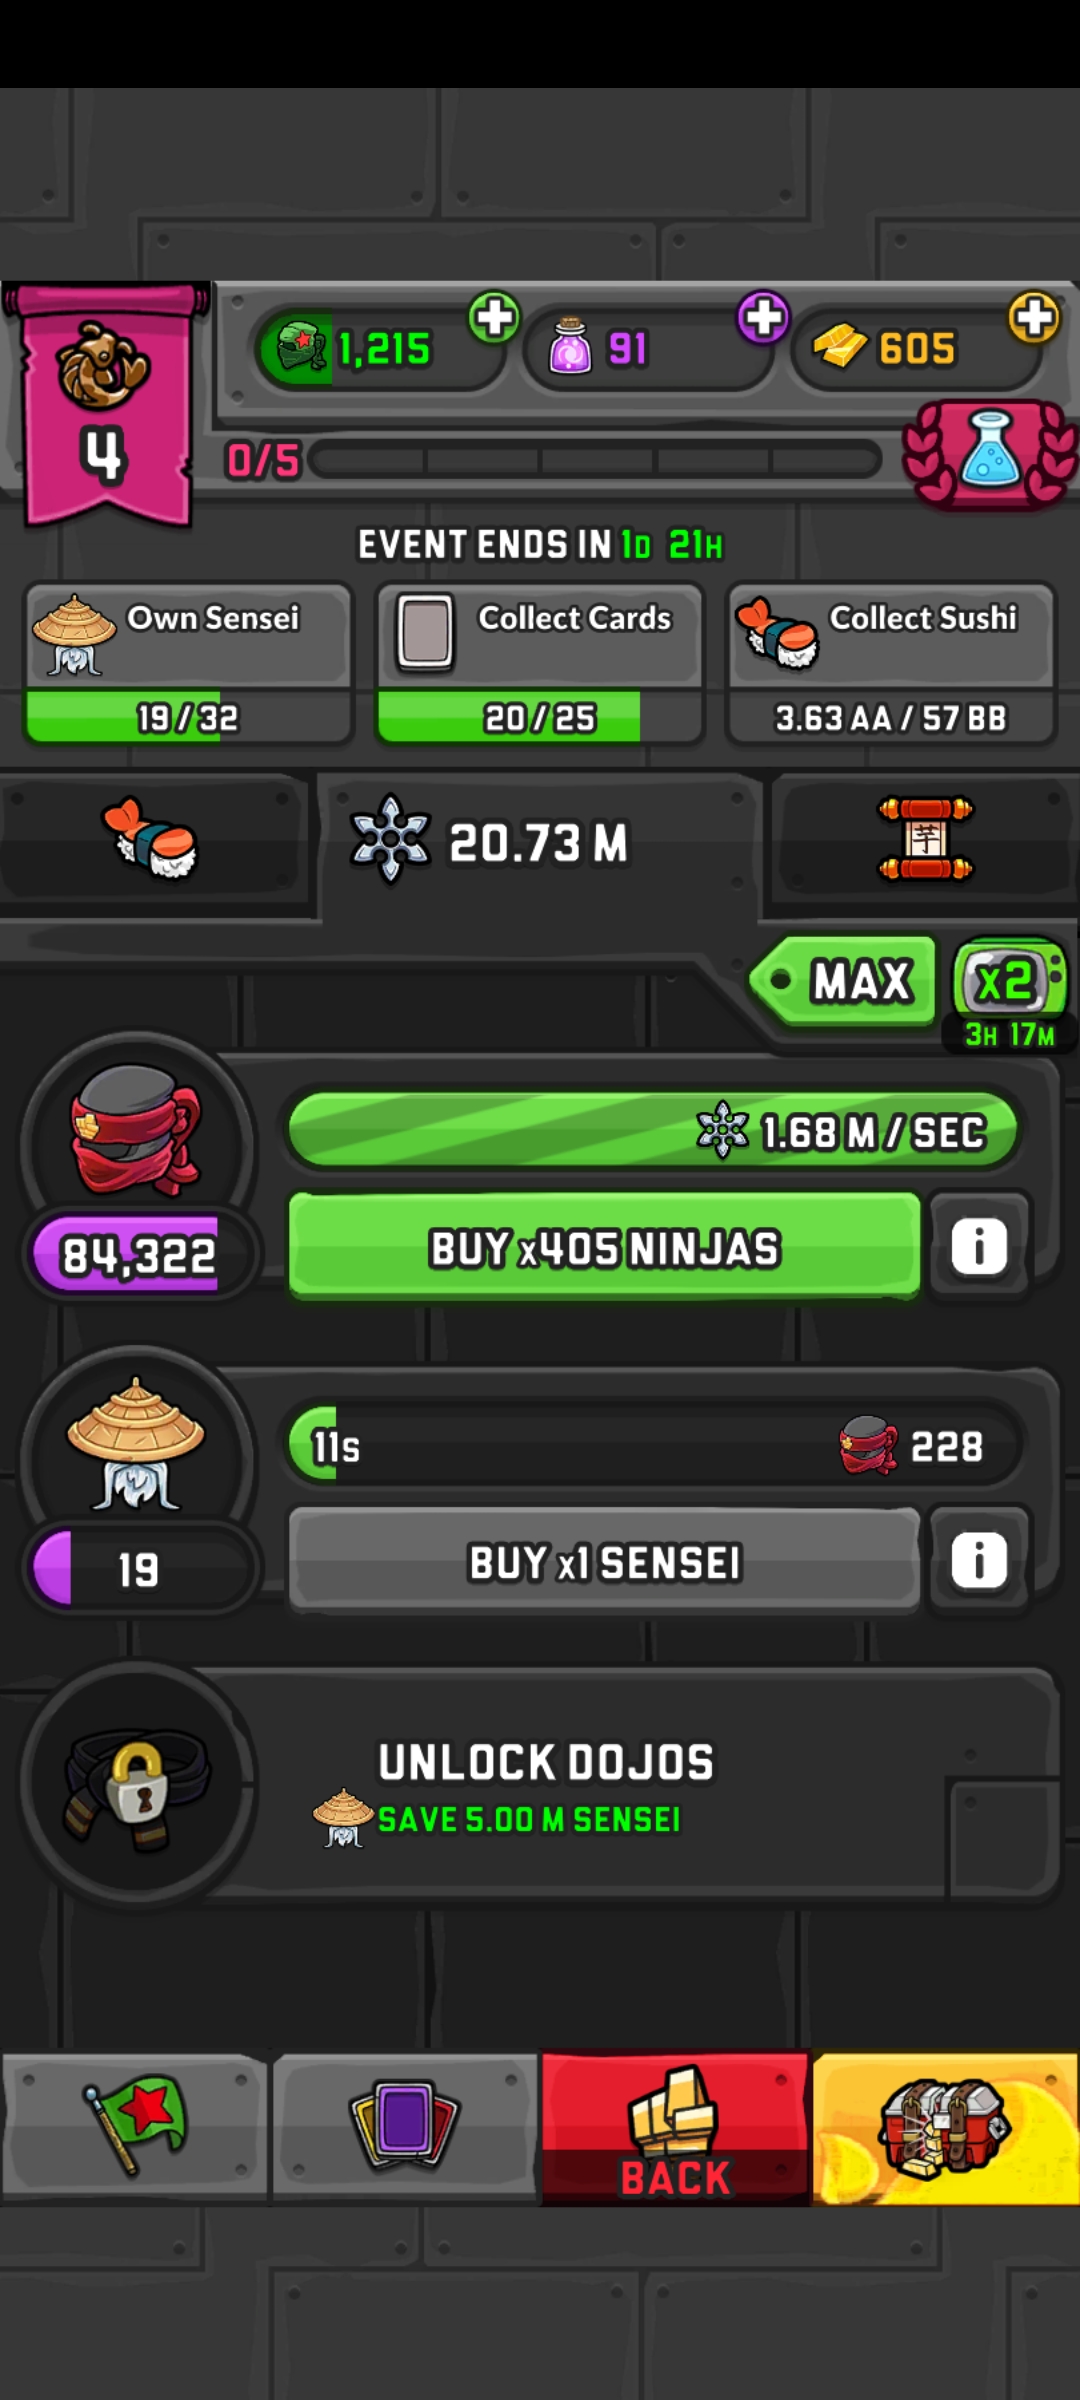 1,215
91
605
4
0/5
EVENT ENDS IN 1D 21H
Own Sensei
Collect Cards
Collect Sushi
19 / 32
20 / 25
3.63 AA / 57 BB
20.73 M
芋
MAX
x2
3H 17M
1.68 M / SEC
84,322
BUY x405 NINJAS
i
11s
228
19
BUY x1 SENSEI
i
UNLOCK DOJOS
SAVE 5.00 M SENSEI
BACK